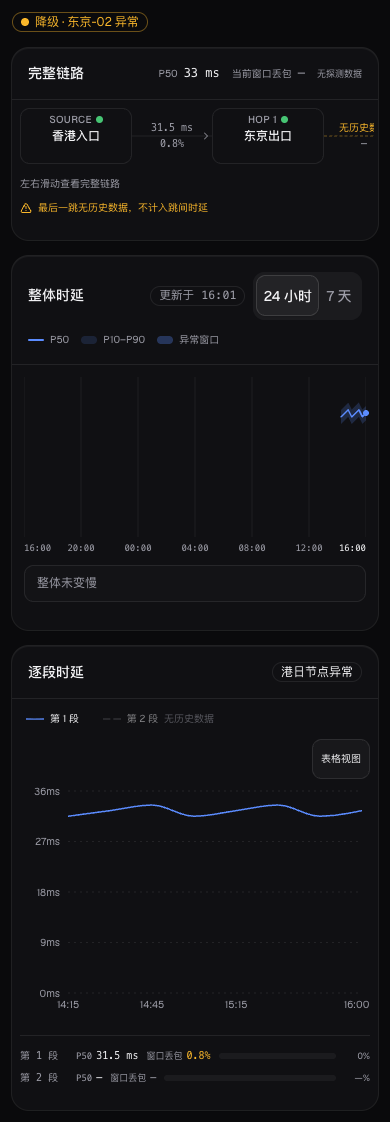 降级 · 东京-02 异常
完整链路 P50 33 ms 当前窗口丢包 — 无探测数据
SOURCE 31.5 ms HOP 1 无历史数
香港入口 0.8% 东京出口 —
左右滑动查看完整链路
最后一跳无历史数据，不计入跳间时延
整体时延 更新于 16:01 24 小时 7 天
P50 P10–P90 异常窗口
16:00 20:00 00:00 04:00 08:00 12:00 16:00
整体未变慢
逐段时延 港日节点异常
第 1 段 第 2 段 无历史数据
表格视图
36ms
27ms
18ms
9ms
0ms
14:15 14:45 15:15 16:00
第 1 段 P50 31.5 ms 窗口丢包 0.8% 0%
第 2 段 P50 — 窗口丢包 — —%